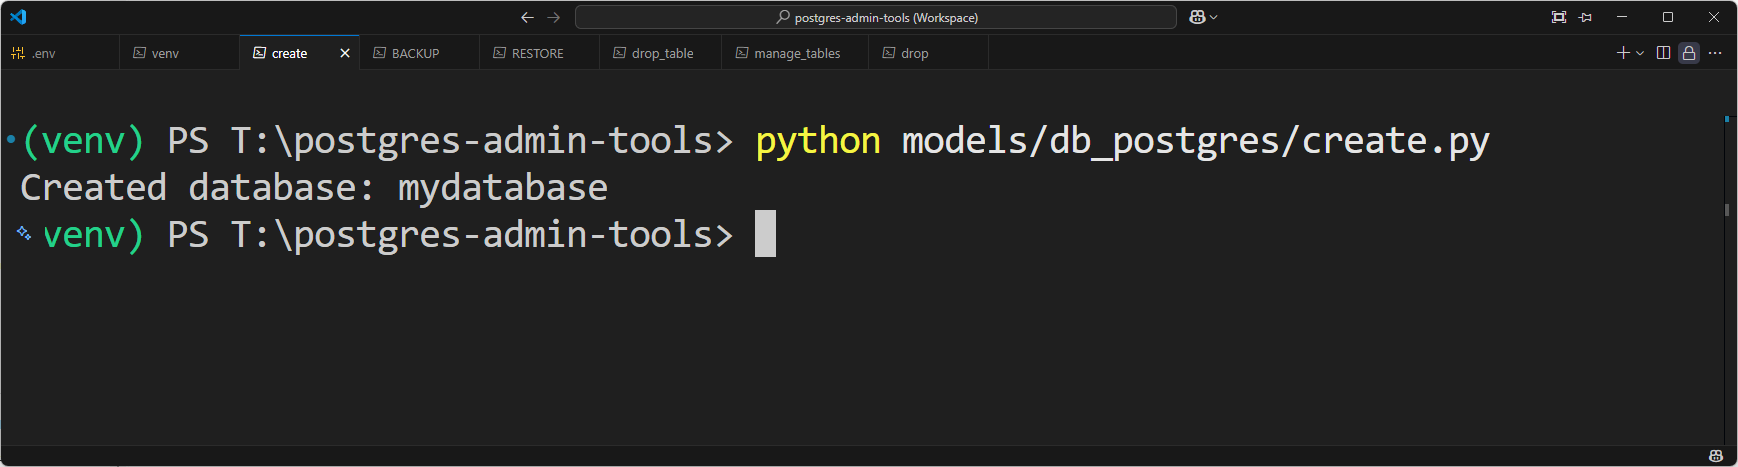 postgres-admin-tools (Workspace)
.env
venv
create
BACKUP
RESTORE
drop_table
manage_tables
drop
(venv) PS T:\postgres-admin-tools> python models/db_postgres/create.py
Created database: mydatabase
venv) PS T:\postgres-admin-tools>